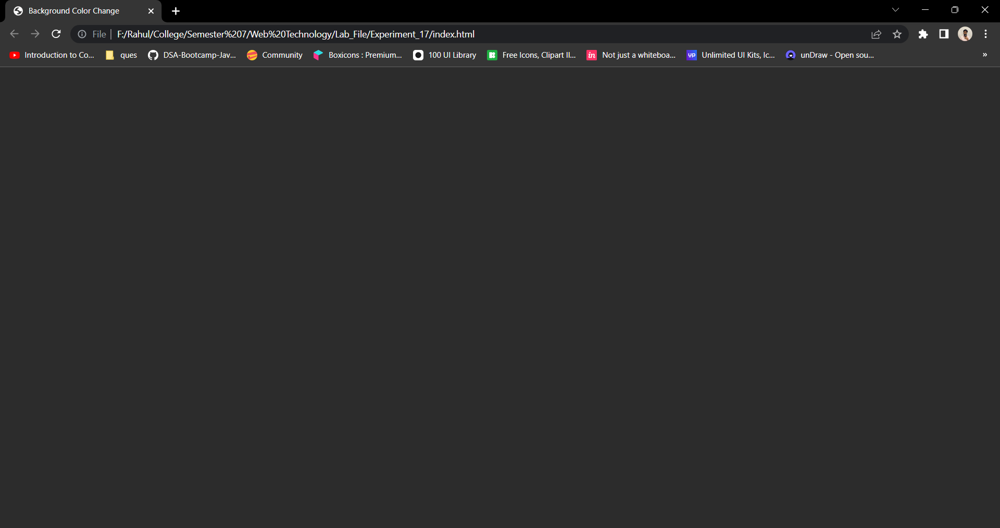 Background Color Change
File | F:/Rahul/College/Semester%207/Web%20Technology/Lab_File/Experiment_17/index.html
Introduction to Co... ques DSA-Bootcamp-Jav... Community Boxicons : Premium... 100 UI Library Free Icons, Clipart Il... in Not just a whiteboa... UP Unlimited UI Kits, Ic... unDraw - Open sou... »